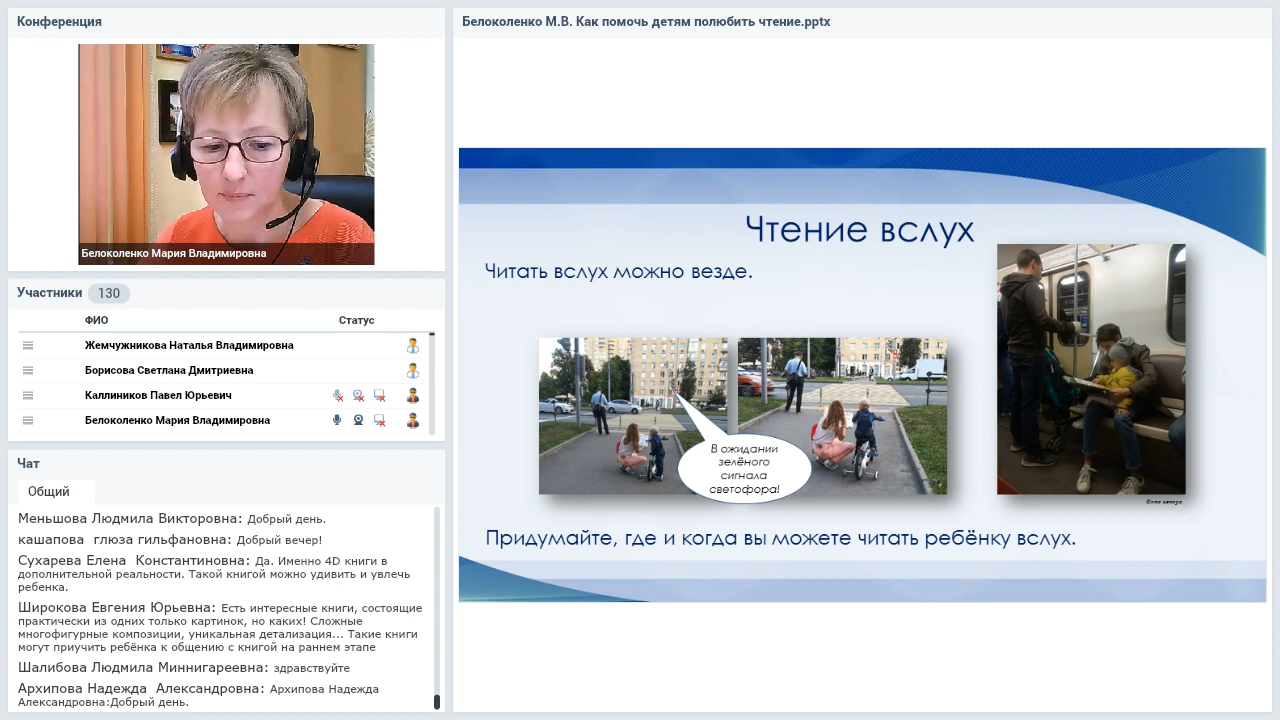 Конференция
Белоколенко Мария Владимировна
Участники 130
ФИО Статус
Жемчужникова Наталья Владимировна
Борисова Светлана Дмитриевна
Каллиников Павел Юрьевич
Белоколенко Мария Владимировна
Чат
Общий
Меньшова Людмила Викторовна: Добрый день.
кашапова глюза гильфановна: Добрый вечер!
Сухарева Елена Константиновна: Да. Именно 4D книги в
дополнительной реальности. Такой книгой можно удивить и увлечь
ребенка.
Широкова Евгения Юрьевна: Есть интересные книги, состоящие
практически из одних только картинок, но каких! Сложные
многофигурные композиции, уникальная детализация... Такие книги
могут приучить ребёнка к общению с книгой на раннем этапе
Шалибова Людмила Миннигареевна: здравствуйте
Архипова Надежда Александровна: Архипова Надежда
Александровна:Добрый день.
Белоколенко М.В. Как помочь детям полюбить чтение.pptx
Чтение вслух
Читать вслух можно везде.
В ожидании
зелёного
сигнала
светофора!
Фото автора
Придумайте, где и когда вы можете читать ребёнку вслух.